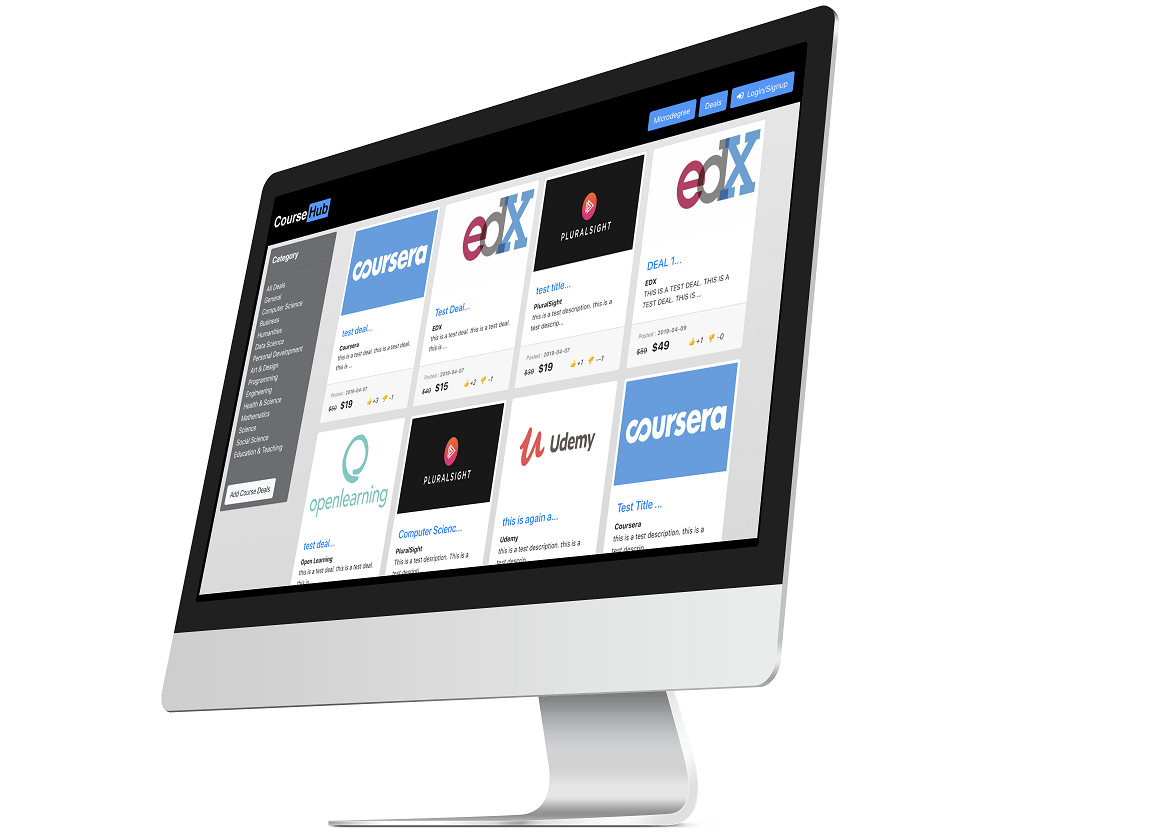 Microdegree
Deals
Login/Signup
CourseHub
Category
All Deals
General
Computer Science
Business
Humanities
Data Science
Personal Development
Art & Design
Programming
Engineering
Health & Science
Mathematics
Science
Social Science
Education & Teaching
Add Course Deals
coursera
test deal...
Coursera
this is a test deal. this is a test deal.
this is ...
Posted : 2019-04-07
$59 $19 👍+3 👎-1
edX
Test Deal...
EDX
this is a test deal. this is a test deal.
this is ...
Posted : 2019-04-07
$49 $15 👍+2 👎-1
PLURALSIGHT
test title...
PluralSight
this is a test description. this is a
test descrip...
Posted : 2019-04-07
$39 $19 👍+1 👎--1
edX
DEAL 1...
EDX
THIS IS A TEST DEAL. THIS IS A
TEST DEAL. THIS IS ...
Posted : 2019-04-09
$59 $49 👍+1 👎-0
openlearning
test deal...
Open Learning
this is a test deal. this is a test deal.
this is ...
PLURALSIGHT
Computer Scienc...
PluralSight
This is a test description. This is a
test descrip...
Udemy
this is again a...
Udemy
this is a test description. this is a
test descrip...
coursera
Test Title ...
Coursera
this is a test description. this is a
test descrip...